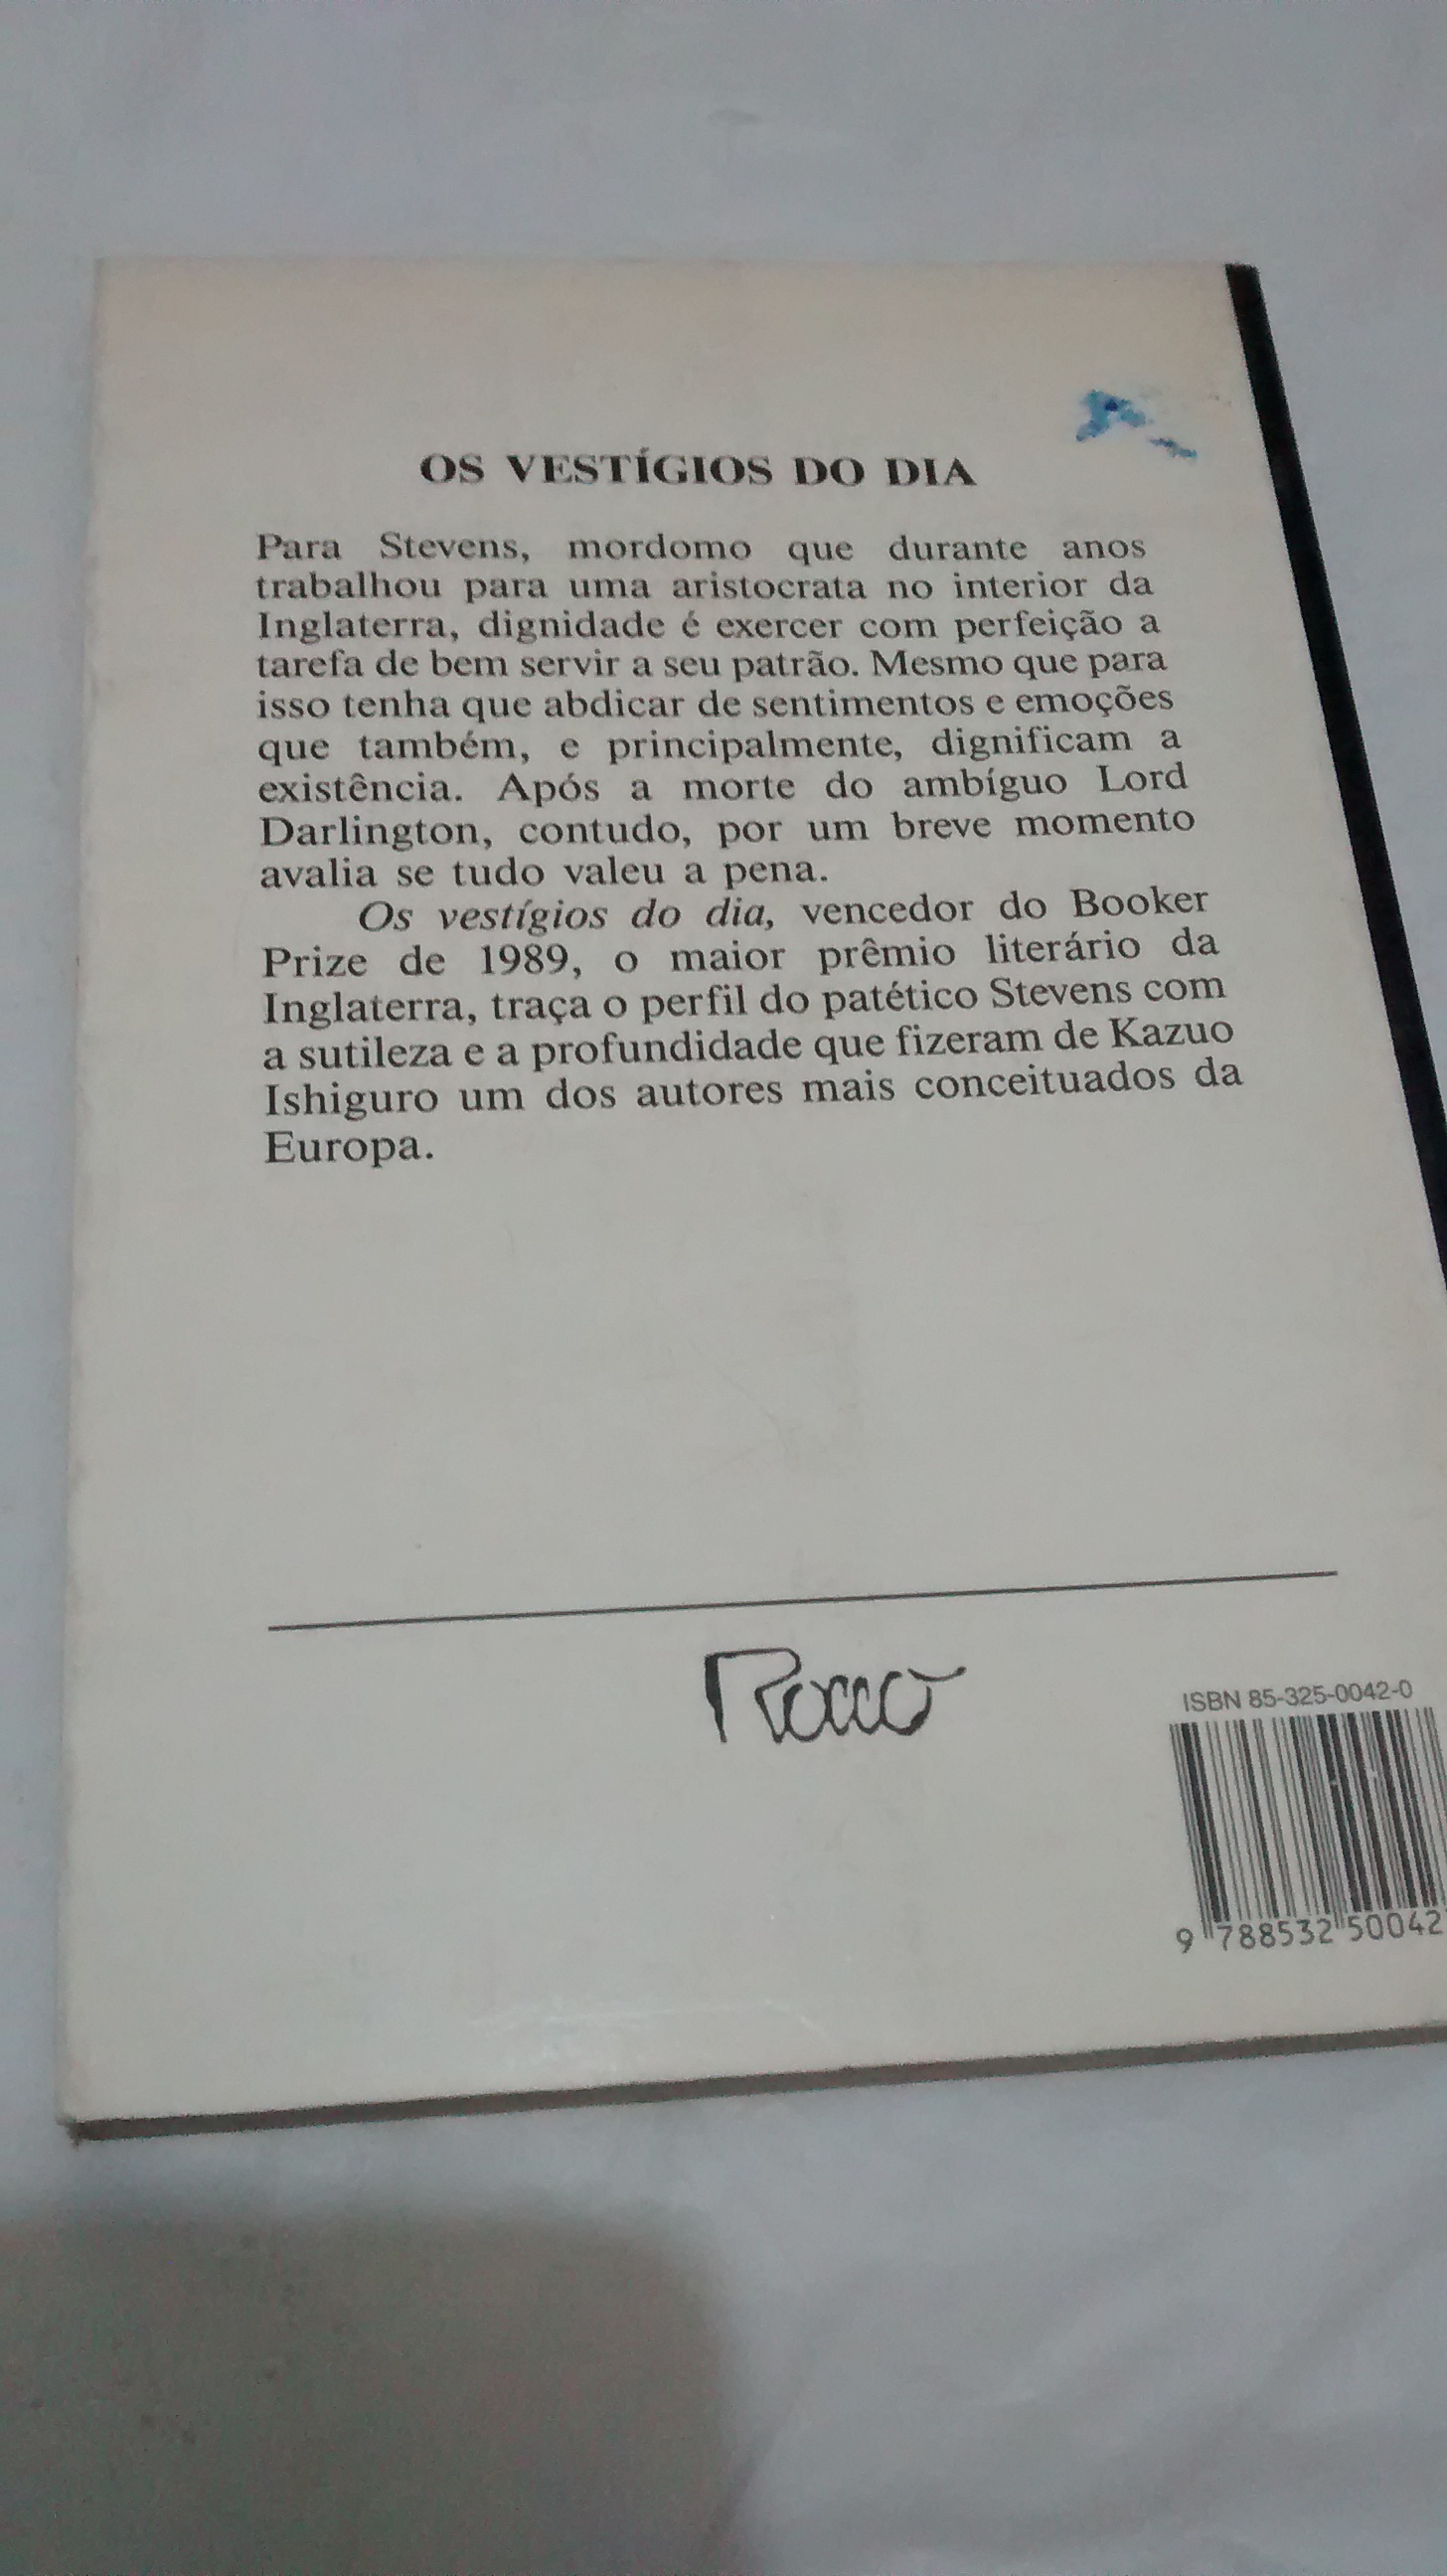 OS VESTÍGIOS DO DIA
Para Stevens, mordomo que durante anos
trabalhou para uma aristocrata no interior da
Inglaterra, dignidade é exercer com perfeição a
tarefa de bem servir a seu patrão. Mesmo que para
isso tenha que abdicar de sentimentos e emoções
que também, e principalmente, dignificam a
existência. Após a morte do ambíguo Lord
Darlington, contudo, por um breve momento
avalia se tudo valeu a pena.
Os vestígios do dia, vencedor do Booker
Prize de 1989, o maior prêmio literário da
Inglaterra, traça o perfil do patético Stevens com
a sutileza e a profundidade que fizeram de Kazuo
Ishiguro um dos autores mais conceituados da
Europa.
Rocco
ISBN 85-325-0042-0
9 788532 50042